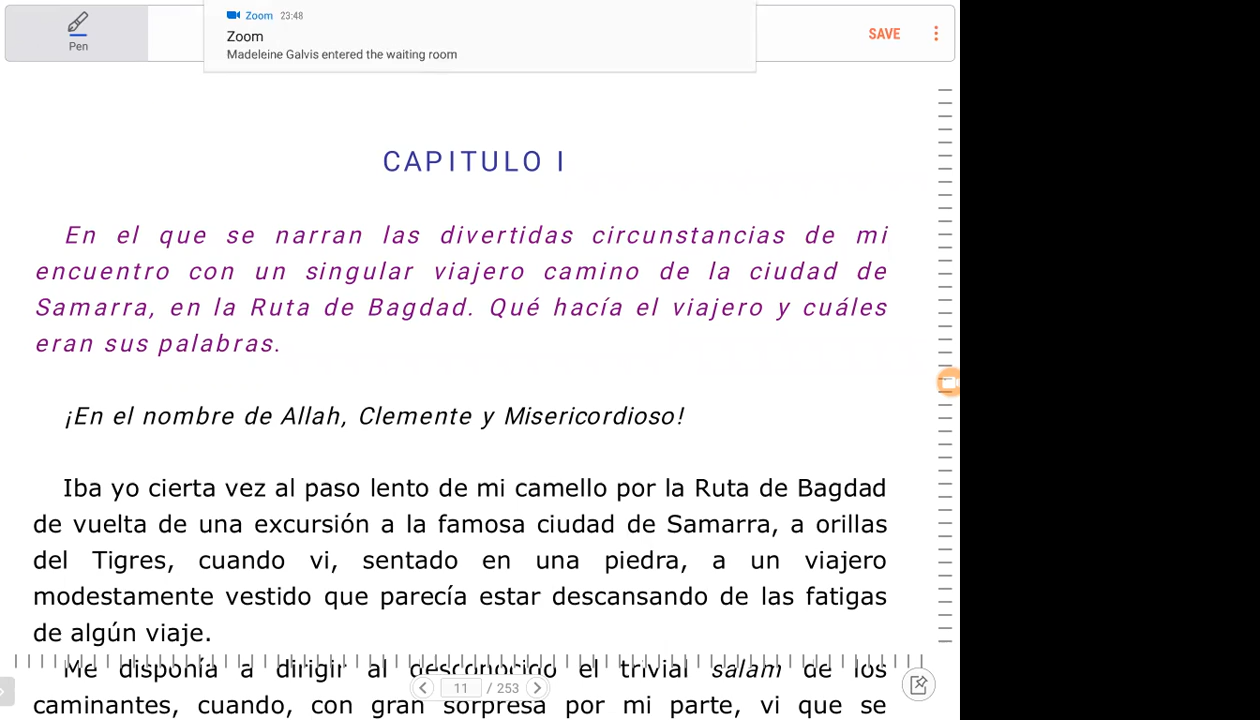 Pen
Zoom 23:48
Zoom
Madeleine Galvis entered the waiting room
SAVE
CAPITULO I
En el que se narran las divertidas circunstancias de mi
encuentro con un singular viajero camino de la ciudad de
Samarra, en la Ruta de Bagdad. Qué hacía el viajero y cuáles
eran sus palabras.
¡En el nombre de Allah, Clemente y Misericordioso!
Iba yo cierta vez al paso lento de mi camello por la Ruta de Bagdad
de vuelta de una excursión a la famosa ciudad de Samarra, a orillas
del Tigres, cuando vi, sentado en una piedra, a un viajero
modestamente vestido que parecía estar descansando de las fatigas
de algún viaje.
Me disponía a dirigir al desconocido el trivial salam de los
11 / 253
caminantes, cuando, con gran sorpresa por mi parte, vi que se